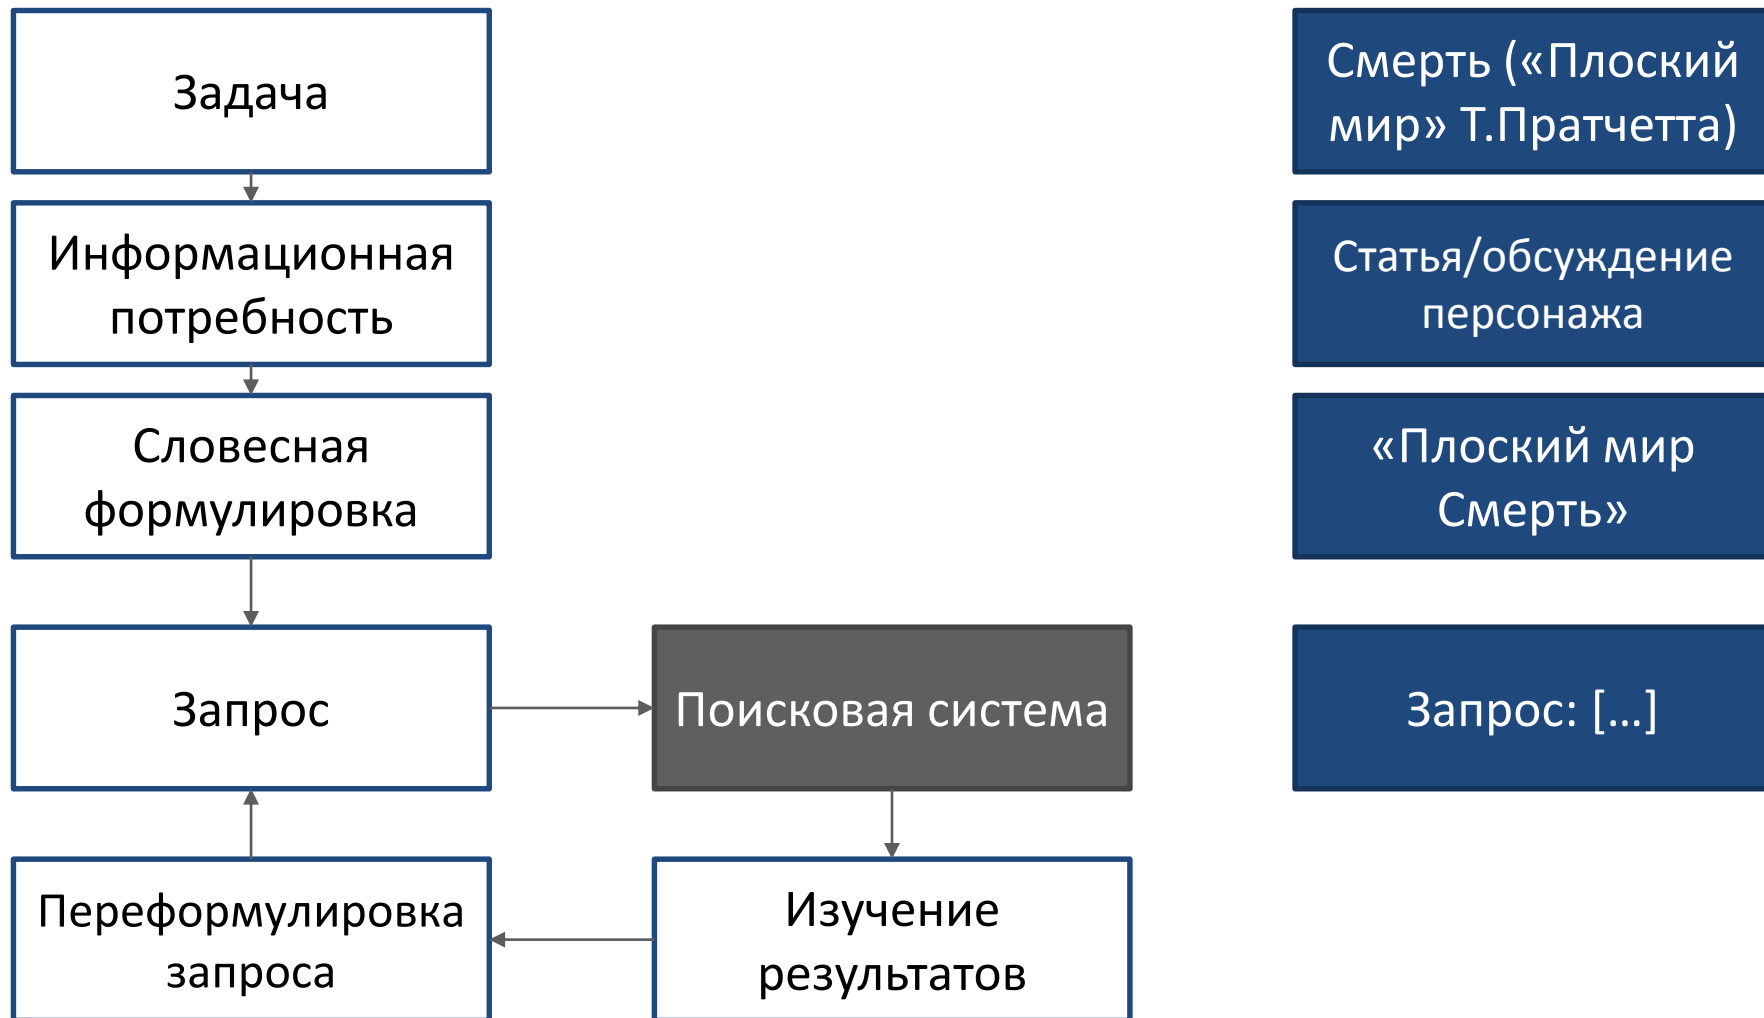 Задача
Смерть («Плоский
мир» Т.Пратчетта)
Информационная
потребность
Статья/обсуждение
персонажа
Словесная
формулировка
«Плоский мир
Смерть»
Запрос
Поисковая система
Запрос: […]
Переформулировка
запроса
Изучение
результатов